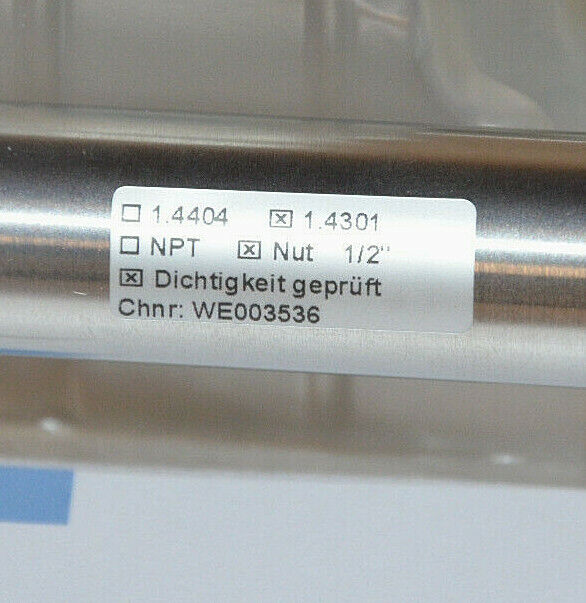 ☐ 1.4404 ☒ 1.4301
☐ NPT ☒ Nut 1/2"
☒ Dichtigkeit geprüft
Chnr: WE003536